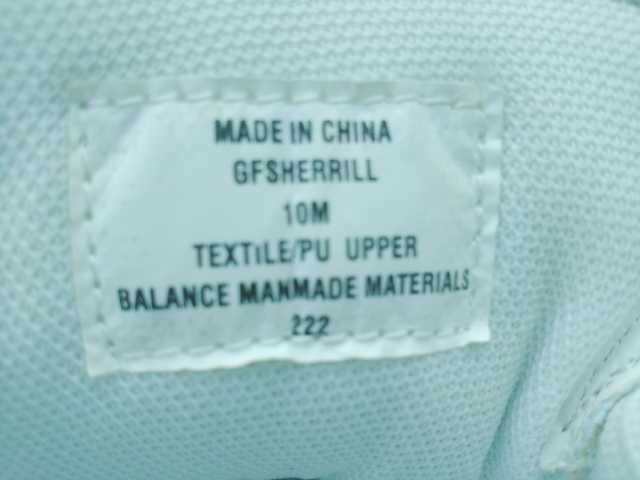 MADE IN CHINA
GFSHERRILL
10M
TEXTILE/PU UPPER
BALANCE MANMADE MATERIALS
222